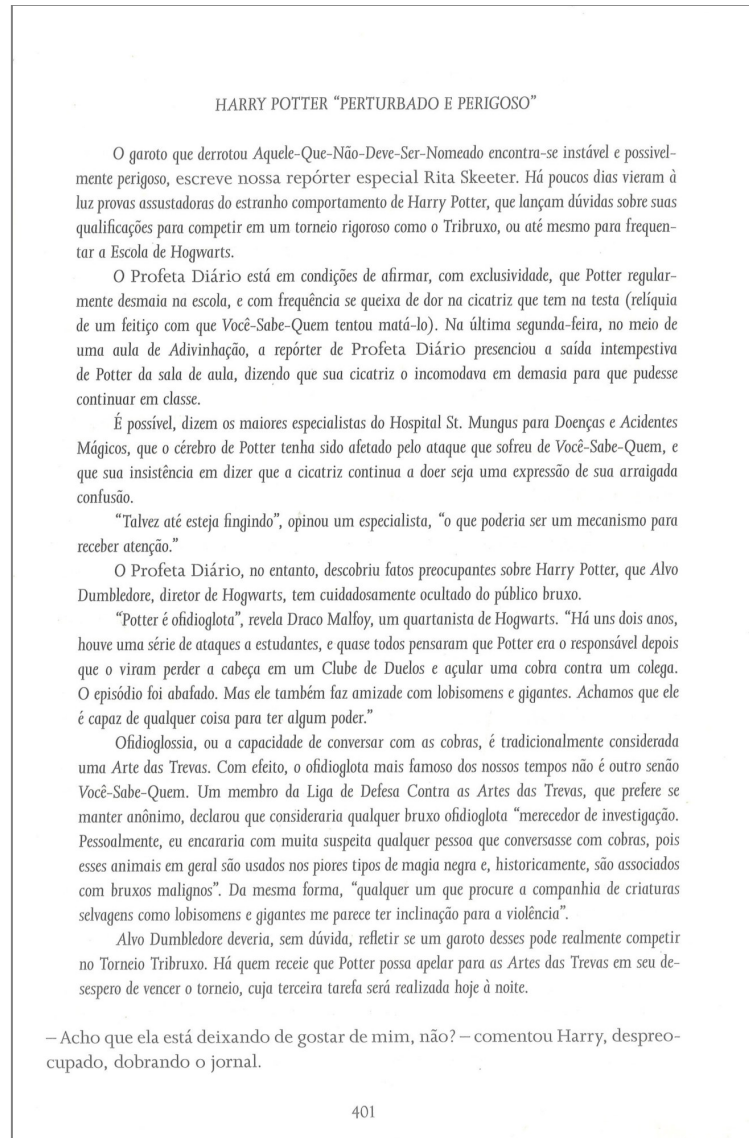 HARRY POTTER “PERTURBADO E PERIGOSO”
O garoto que derrotou Aquele-Que-Não-Deve-Ser-Nomeado encontra-se instável e possivel-
mente perigoso, escreve nossa repórter especial Rita Skeeter. Há poucos dias vieram à
luz provas assustadoras do estranho comportamento de Harry Potter, que lançam dúvidas sobre suas
qualificações para competir em um torneio rigoroso como o Tribruxo, ou até mesmo para frequen-
tar a Escola de Hogwarts.
O Profeta Diário está em condições de afirmar, com exclusividade, que Potter regular-
mente desmaia na escola, e com frequência se queixa de dor na cicatriz que tem na testa (relíquia
de um feitiço com que Você-Sabe-Quem tentou matá-lo). Na última segunda-feira, no meio de
uma aula de Adivinhação, a repórter de Profeta Diário presenciou a saída intempestiva
de Potter da sala de aula, dizendo que sua cicatriz o incomodava em demasia para que pudesse
continuar em classe.
É possível, dizem os maiores especialistas do Hospital St. Mungus para Doenças e Acidentes
Mágicos, que o cérebro de Potter tenha sido afetado pelo ataque que sofreu de Você-Sabe-Quem, e
que sua insistência em dizer que a cicatriz continua a doer seja uma expressão de sua arraigada
confusão.
“Talvez até esteja fingindo”, opinou um especialista, “o que poderia ser um mecanismo para
receber atenção.”
O Profeta Diário, no entanto, descobriu fatos preocupantes sobre Harry Potter, que Alvo
Dumbledore, diretor de Hogwarts, tem cuidadosamente ocultado do público bruxo.
“Potter é ofidioglota”, revela Draco Malfoy, um quartanista de Hogwarts. “Há uns dois anos,
houve uma série de ataques a estudantes, e quase todos pensaram que Potter era o responsável depois
que o viram perder a cabeça em um Clube de Duelos e açular uma cobra contra um colega.
O episódio foi abafado. Mas ele também faz amizade com lobisomens e gigantes. Achamos que ele
é capaz de qualquer coisa para ter algum poder.”
Ofidioglossia, ou a capacidade de conversar com as cobras, é tradicionalmente considerada
uma Arte das Trevas. Com efeito, o ofidioglota mais famoso dos nossos tempos não é outro senão
Você-Sabe-Quem. Um membro da Liga de Defesa Contra as Artes das Trevas, que prefere se
manter anônimo, declarou que consideraria qualquer bruxo ofidioglota “merecedor de investigação.
Pessoalmente, eu encararia com muita suspeita qualquer pessoa que conversasse com cobras, pois
esses animais em geral são usados nos piores tipos de magia negra e, historicamente, são associados
com bruxos malignos”. Da mesma forma, “qualquer um que procure a companhia de criaturas
selvagens como lobisomens e gigantes me parece ter inclinação para a violência”.
Alvo Dumbledore deveria, sem dúvida, refletir se um garoto desses pode realmente competir
no Torneio Tribruxo. Há quem receie que Potter possa apelar para as Artes das Trevas em seu de-
sespero de vencer o torneio, cuja terceira tarefa será realizada hoje à noite.
— Acho que ela está deixando de gostar de mim, não? — comentou Harry, despreo-
cupado, dobrando o jornal.
401